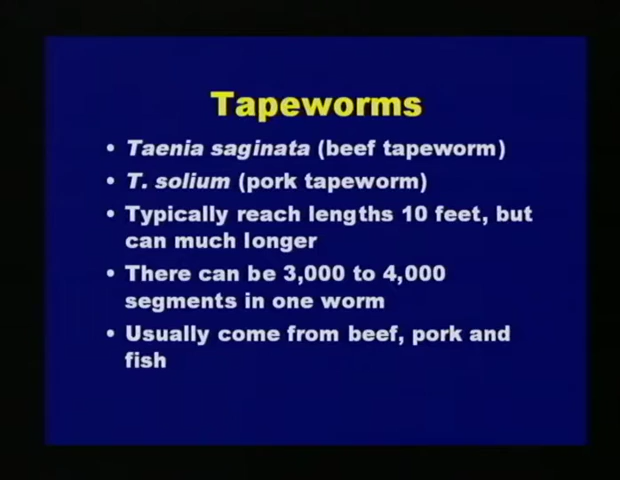 Tapeworms
• Taenia saginata (beef tapeworm)
• T. solium (pork tapeworm)
• Typically reach lengths 10 feet, but
can much longer
• There can be 3,000 to 4,000
segments in one worm
• Usually come from beef, pork and
fish